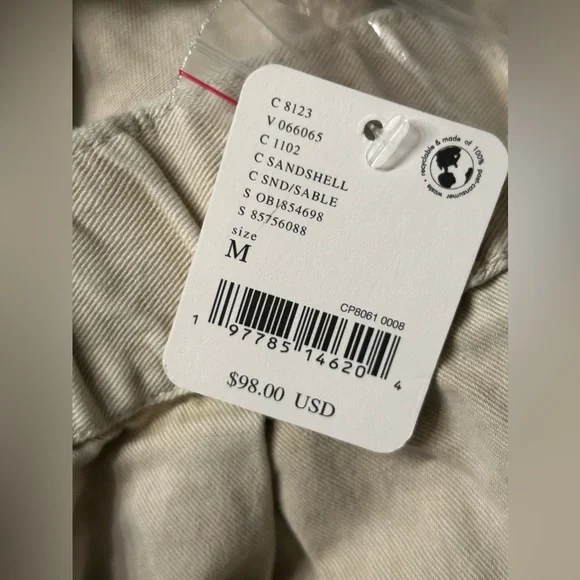 C 8123
V 066065
C 1102
C SANDSHELL
C SND/SABLE
S OB1854698
S 85756088
size
M
recyclable & made of 100% post-consumer waste •
CP8061 0008
1 97785 14620 4
$98.00 USD